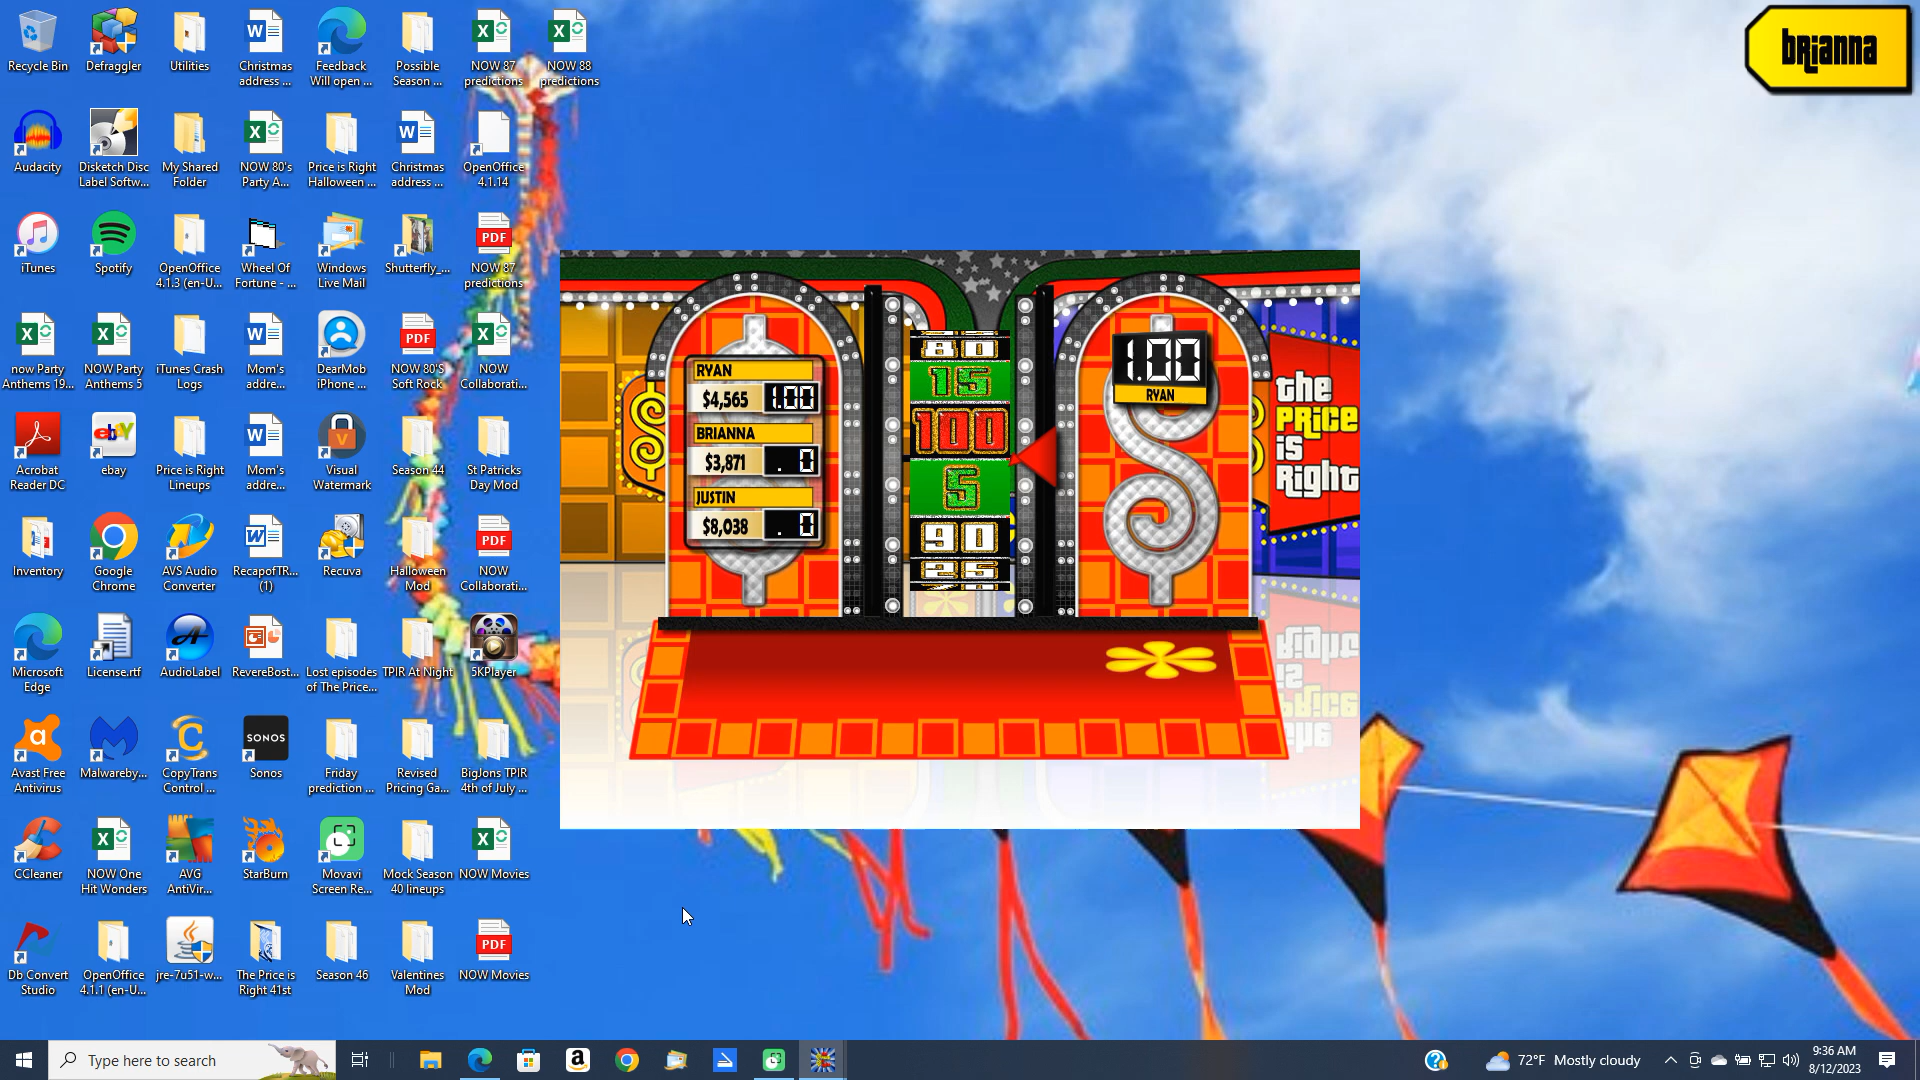 Recycle Bin
Defraggler
Utilities
Christmas
address ...
Feedback
Will open ...
Possible
Season ...
NOW 87
predictions
NOW 88
predictions
brianna
Audacity
Disketch Disc
Label Softw...
My Shared
Folder
NOW 80's
Party A...
Price is Right
Halloween ...
Christmas
address ...
OpenOffice
4.1.14
iTunes
Spotify
OpenOffice
4.1.3 (en-U...
Wheel Of
Fortune - ...
Windows
Live Mail
Shutterfly_...
PDF
NOW 87
predictions
now Party
Anthems 19...
NOW Party
Anthems 5
iTunes Crash
Logs
Mom's
addre...
DearMob
iPhone ...
PDF
NOW 80'S
Soft Rock
NOW
Collaborati...
Acrobat
Reader DC
ebay
ebay
Price is Right
Lineups
Mom's
addre...
Visual
Watermark
Season 44
St Patricks
Day Mod
Inventory
Google
Chrome
AVS Audio
Converter
RecapofTR...
(1)
Recuva
Halloween
Mod
PDF
NOW
Collaborati...
Microsoft
Edge
License.rtf
AudioLabel
RevereBost...
Lost episodes
of The Price...
TPIR At Night
5KPlayer
Avast Free
Antivirus
Malwareby...
CopyTrans
Control ...
SONOS
Sonos
Friday
prediction ...
Revised
Pricing Ga...
BigJons TPIR
4th of July ...
CCleaner
NOW One
Hit Wonders
AVG
AntiVir...
StarBurn
Movavi
Screen Re...
Mock Season
40 lineups
NOW Movies
Db Convert
Studio
OpenOffice
4.1.1 (en-U...
jre-7u51-w...
The Price is
Right 41st
Season 46
Valentines
Mod
PDF
NOW Movies
RYAN
$4,565 1.00
BRIANNA
$3,871 . 0
JUSTIN
$8,038 . 0
80
15
100
5
90
25
1.00
RYAN
the
PRICE
is
Right
Type here to search
72°F Mostly cloudy
9:36 AM
8/12/2023